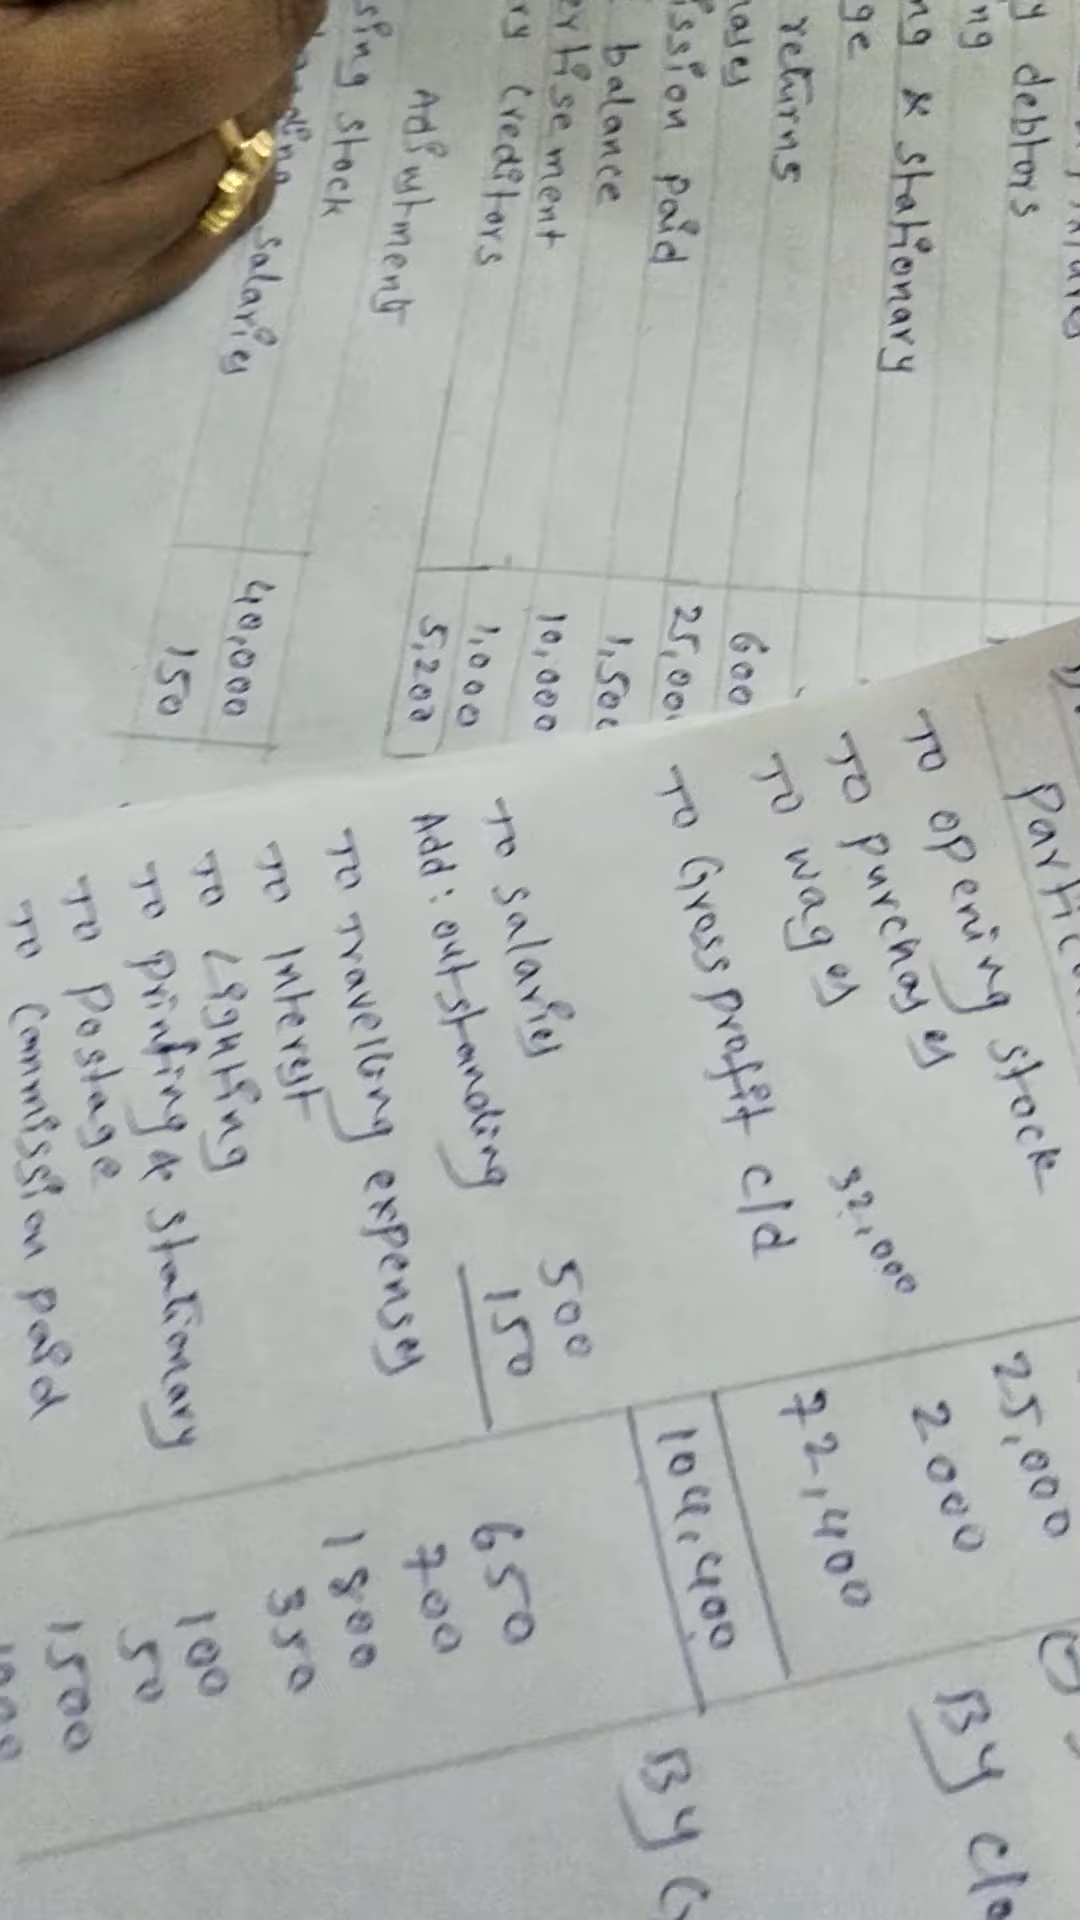 y debtors
ng
ng & stationary
ge
returns
600
ission paid 25,00
balance 1,50
ertisement 10,000
ry creditors 1,000
5,200
Adjustments
sing stock 40,000
salaries 150
Partic
To opening stock
To purchases 32,000 25,000
To wages 2000
To Gross profit c/d 72,400
104,400
To salaries 500
Add: outstanding 150 650
To Travelling expenses 700
To Interest 1800
To Lighting 350
To printing & stationary 100
To Postage 50
To Commission paid 1500
By clo
By G